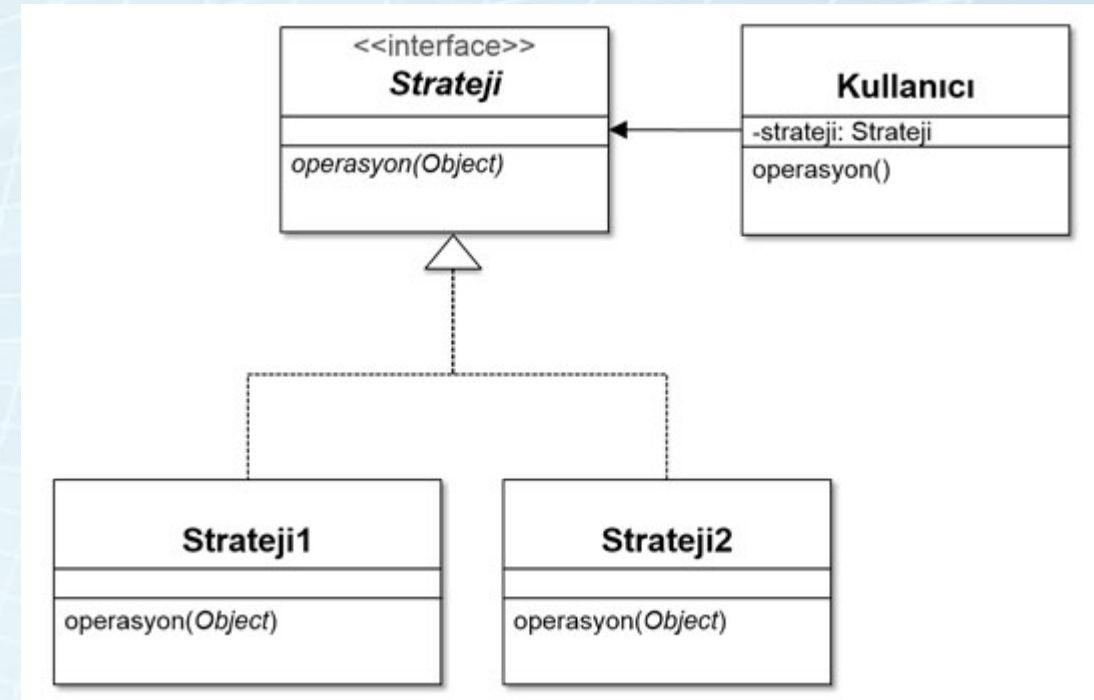 <<interface>>
Strateji
operasyon(Object)
Kullanıcı
-strateji: Strateji
operasyon()
Strateji1
operasyon(Object)
Strateji2
operasyon(Object)